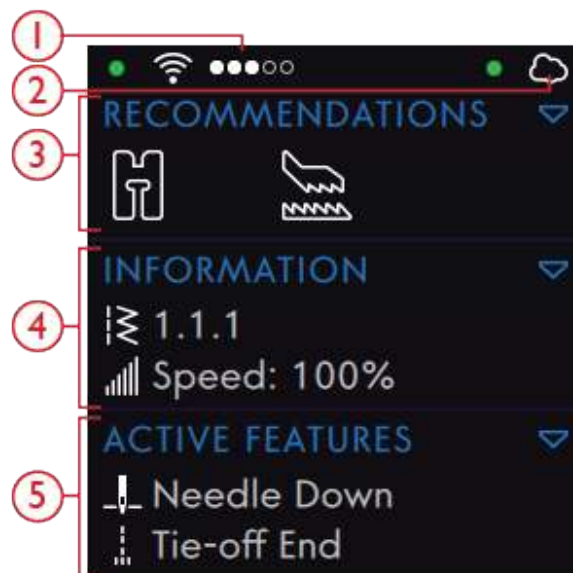 1
2
RECOMMENDATIONS
3
INFORMATION
4
1.1.1
Speed: 100%
ACTIVE FEATURES
5
Needle Down
Tie-off End